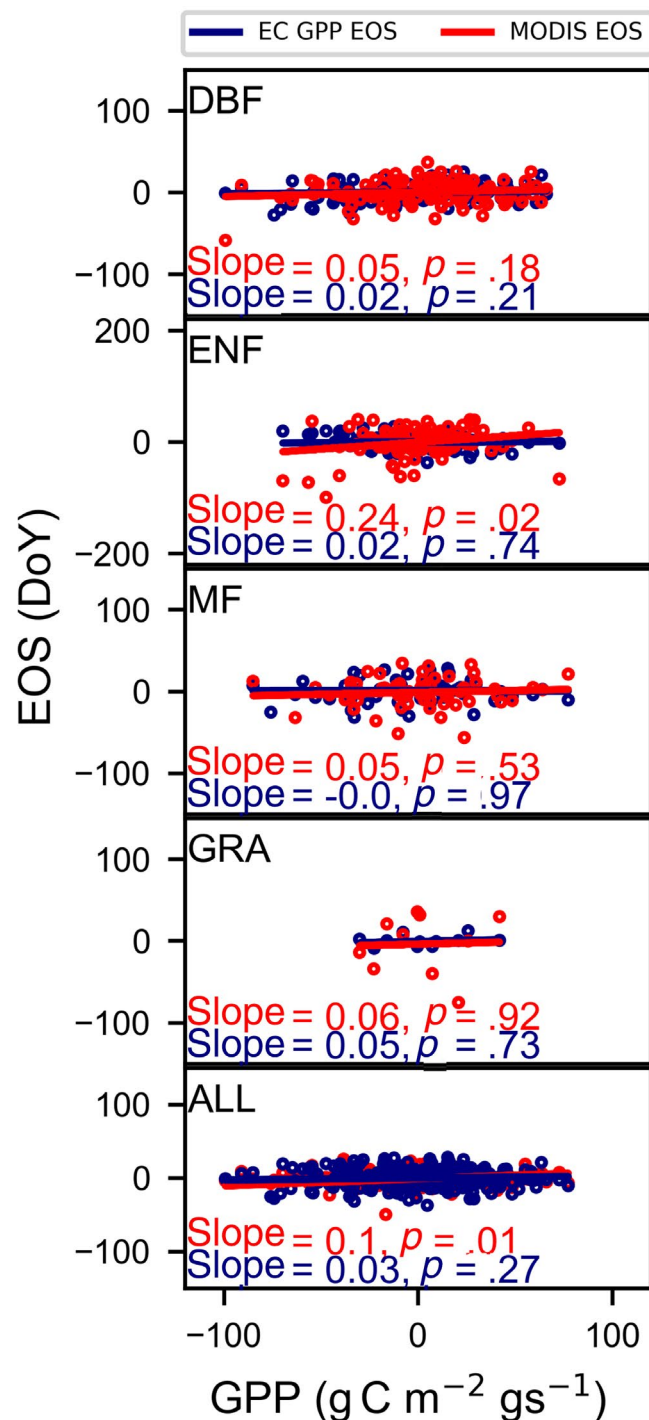 EC GPP EOS MODIS EOS
DBF
100
0
−100
Slope = 0.05, p = .18
Slope = 0.02, p = .21
ENF
200
0
−200
Slope = 0.24, p = .02
Slope = 0.02, p = .74
MF
100
0
−100
Slope = 0.05, p = .53
Slope = -0.0, p = .97
GRA
100
0
−100
Slope = 0.06, p = .92
Slope = 0.05, p = .73
ALL
100
0
−100
Slope = 0.1, p = .01
Slope = 0.03, p = .27
EOS (DoY)
−100 0 100
GPP (g C m⁻² gs⁻¹)